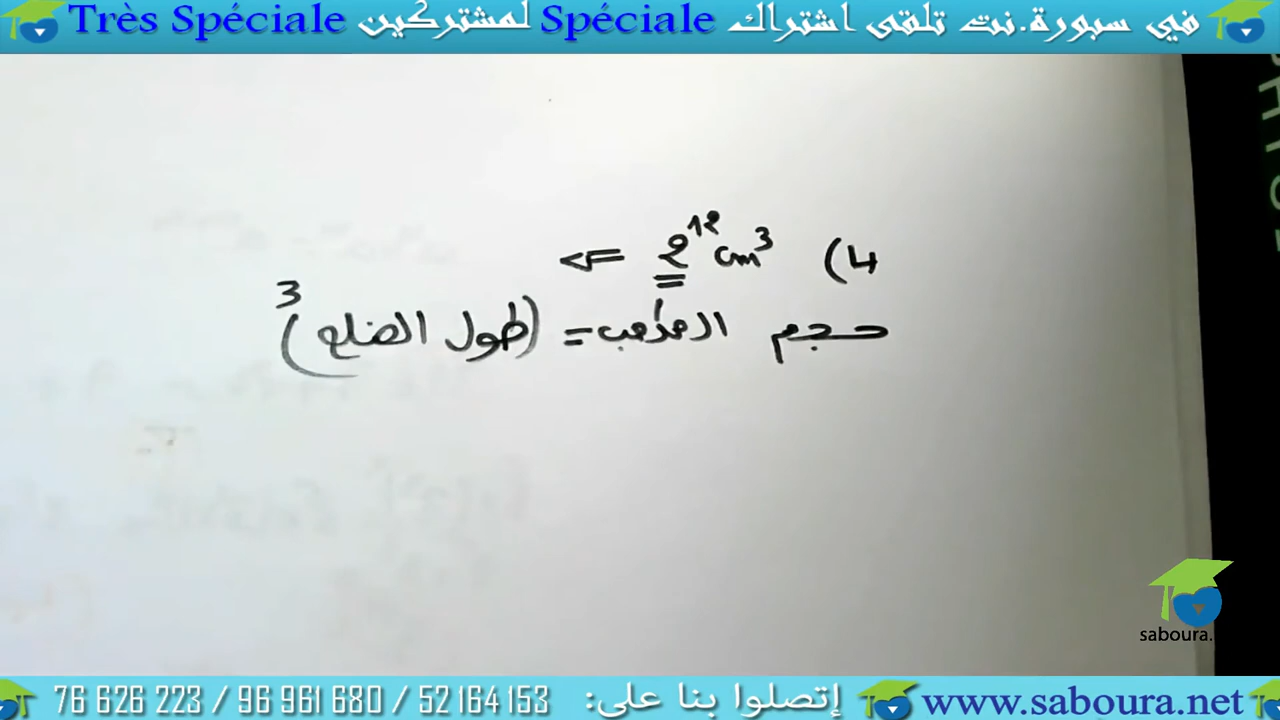 في سبورة.نت تلقى اشتراك Spéciale لمشتركين Très Spéciale
4) 2¹² cm³ ⇐
حجم المكعب = (طول الضلع)³
saboura.
www.saboura.net إتصلوا بنا على: 76 626 223 / 96 961 680 / 52 164 153